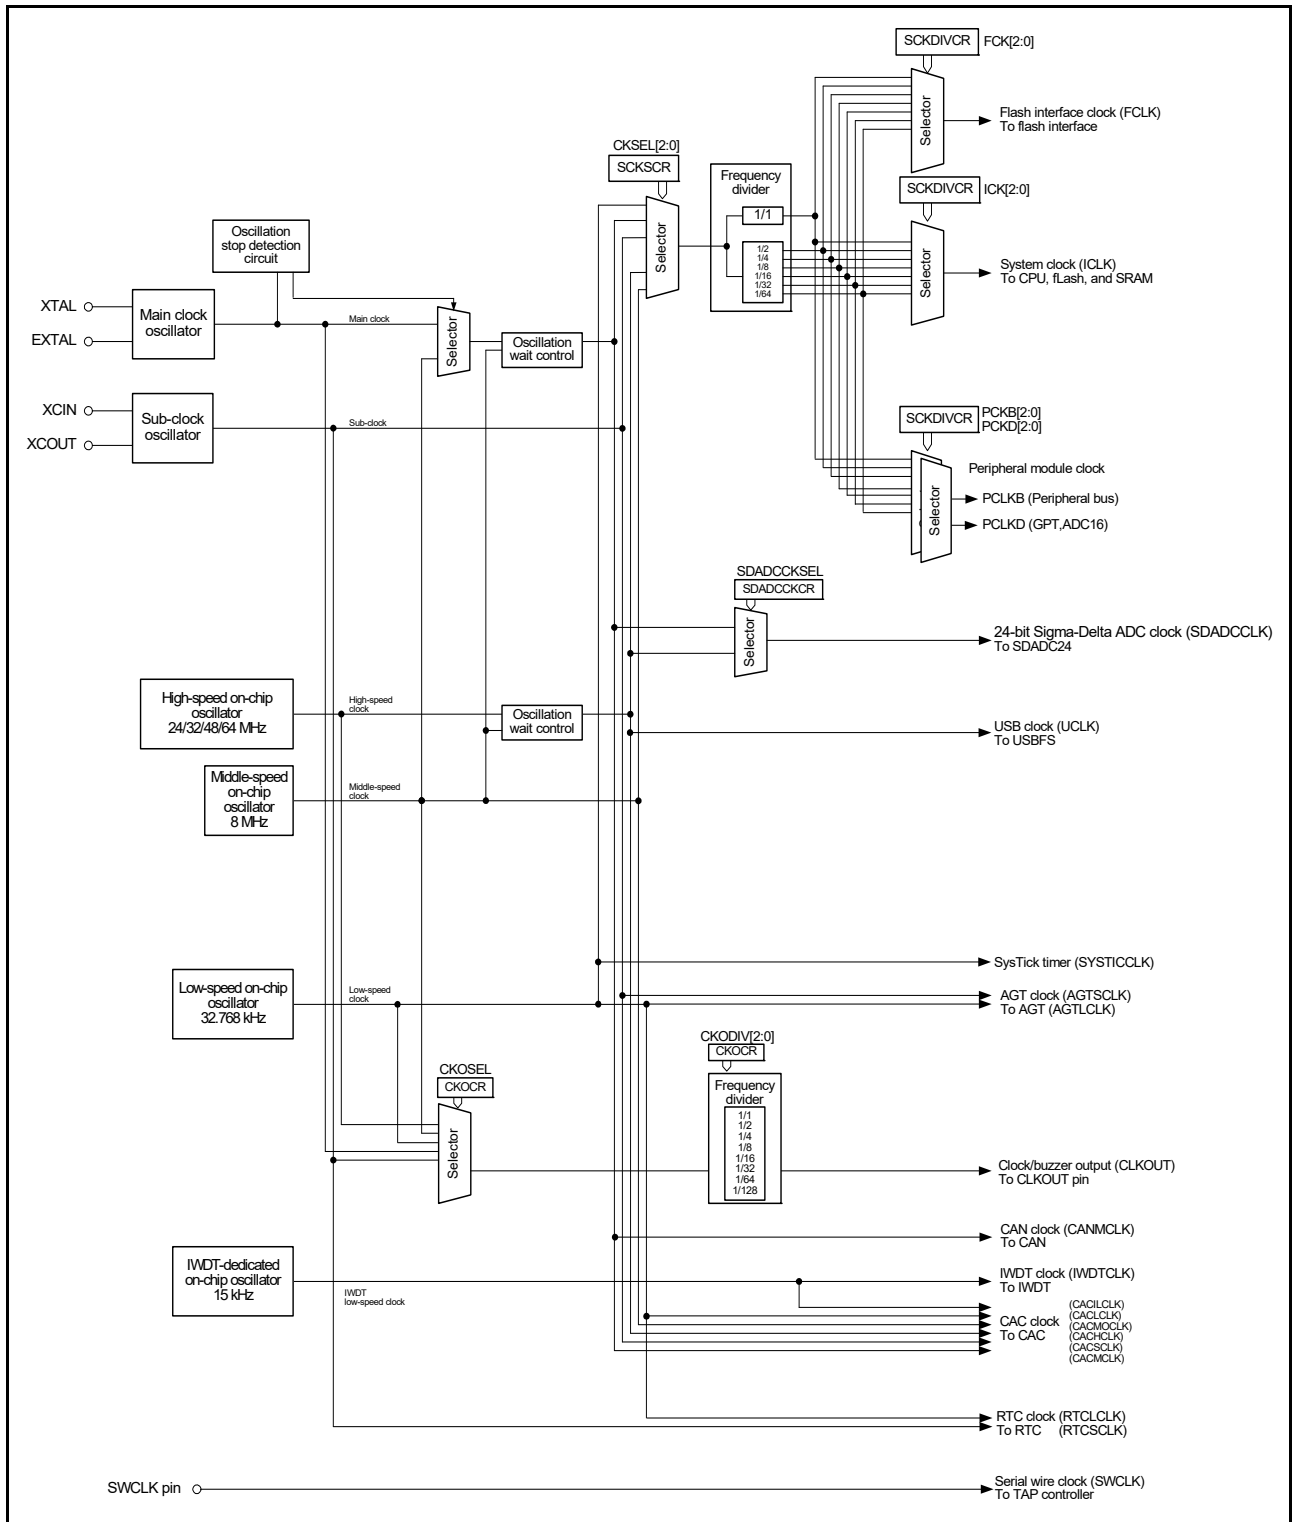 SCKDIVCR FCK[2:0]
Selector
Flash interface clock (FCLK)
To flash interface
CKSEL[2:0]
SCKSCR
Selector
Frequency
divider
1/1
1/2
1/4
1/8
1/16
1/32
1/64
SCKDIVCR ICK[2:0]
Selector
System clock (ICLK)
To CPU, fLash, and SRAM
Oscillation
stop detection
circuit
XTAL
EXTAL
Main clock
oscillator
Main clock
Selector
Oscillation
wait control
XCIN
XCOUT
Sub-clock
oscillator
Sub-clock
SCKDIVCR PCKB[2:0]
PCKD[2:0]
Selector
Peripheral module clock
PCLKB (Peripheral bus)
PCLKD (GPT,ADC16)
SDADCCKSEL
SDADCCKCR
Selector
24-bit Sigma-Delta ADC clock (SDADCCLK)
To SDADC24
High-speed on-chip
oscillator
24/32/48/64 MHz
High-speed
clock
Oscillation
wait control
USB clock (UCLK)
To USBFS
Middle-speed
on-chip
oscillator
8 MHz
Middle-speed
clock
SysTick timer (SYSTICCLK)
Low-speed on-chip
oscillator
32.768 kHz
Low-speed
clock
AGT clock (AGTSCLK)
To AGT (AGTLCLK)
CKOSEL
CKOCR
Selector
CKODIV[2:0]
CKOCR
Frequency
divider
1/1
1/2
1/4
1/8
1/16
1/32
1/64
1/128
Clock/buzzer output (CLKOUT)
To CLKOUT pin
CAN clock (CANMCLK)
To CAN
IWDT-dedicated
on-chip oscillator
15 kHz
IWDT
low-speed clock
IWDT clock (IWDTCLK)
To IWDT
CAC clock
To CAC
(CACILCLK)
(CACLCLK)
(CACMOCLK)
(CACHCLK)
(CACSCLK)
(CACMCLK)
RTC clock (RTCLCLK)
To RTC (RTCSCLK)
SWCLK pin
Serial wire clock (SWCLK)
To TAP controller